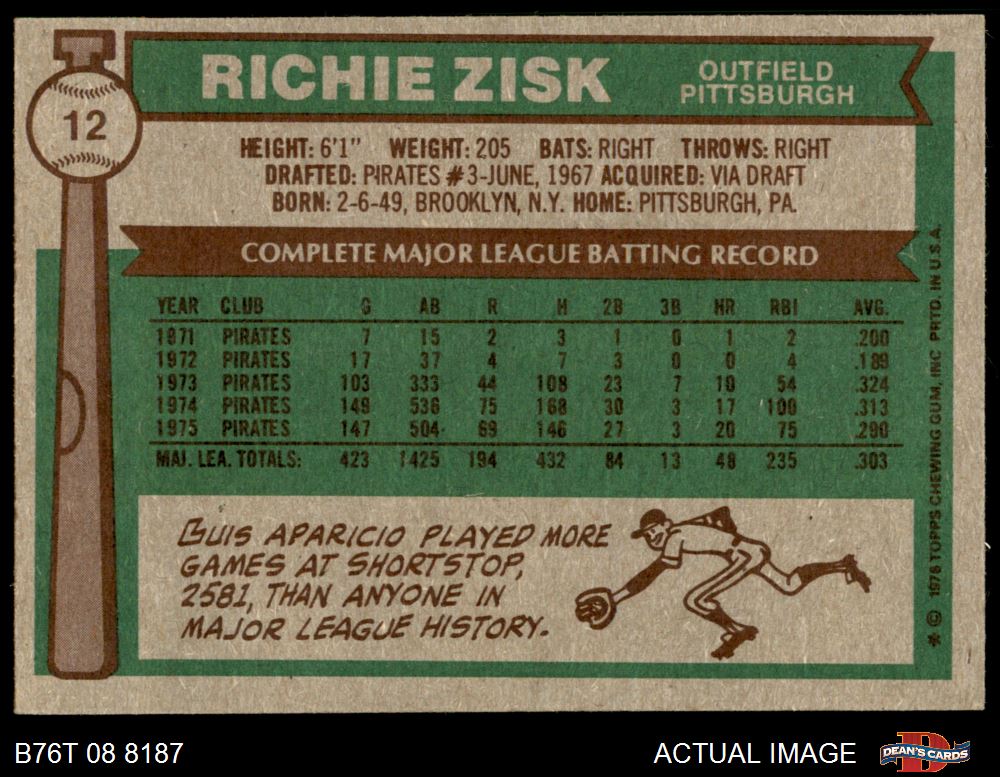 RICHIE ZISK
OUTFIELD
PITTSBURGH
12
HEIGHT: 6'1" WEIGHT: 205 BATS: RIGHT THROWS: RIGHT
DRAFTED: PIRATES #3-JUNE, 1967 ACQUIRED: VIA DRAFT
BORN: 2-6-49, BROOKLYN, N.Y. HOME: PITTSBURGH, PA.
COMPLETE MAJOR LEAGUE BATTING RECORD
YEAR CLUB G AB R H 2B 3B HR RBI AVG.
1971 PIRATES 7 15 2 3 1 0 1 2 .200
1972 PIRATES 17 37 4 7 3 0 0 4 .189
1973 PIRATES 103 333 44 108 23 7 10 54 .324
1974 PIRATES 149 536 75 168 30 3 17 100 .313
1975 PIRATES 147 504 69 146 27 3 20 75 .290
MAJ. LEA. TOTALS: 423 1425 194 432 84 13 48 235 .303
LUIS APARICIO PLAYED MORE
GAMES AT SHORTSTOP,
2581, THAN ANYONE IN
MAJOR LEAGUE HISTORY.
* © 1976 TOPPS CHEWING GUM, INC PRTD. IN U.S.A.
B76T 08 8187
ACTUAL IMAGE
D
DEAN'S CARDS